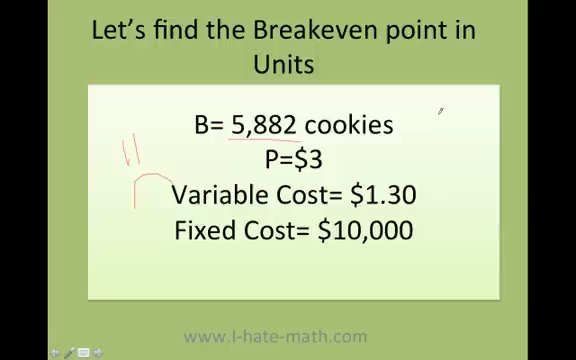 Let's find the Breakeven point in
Units
B= 5,882 cookies
P=$3
Variable Cost= $1.30
Fixed Cost= $10,000
www.I-hate-math.com